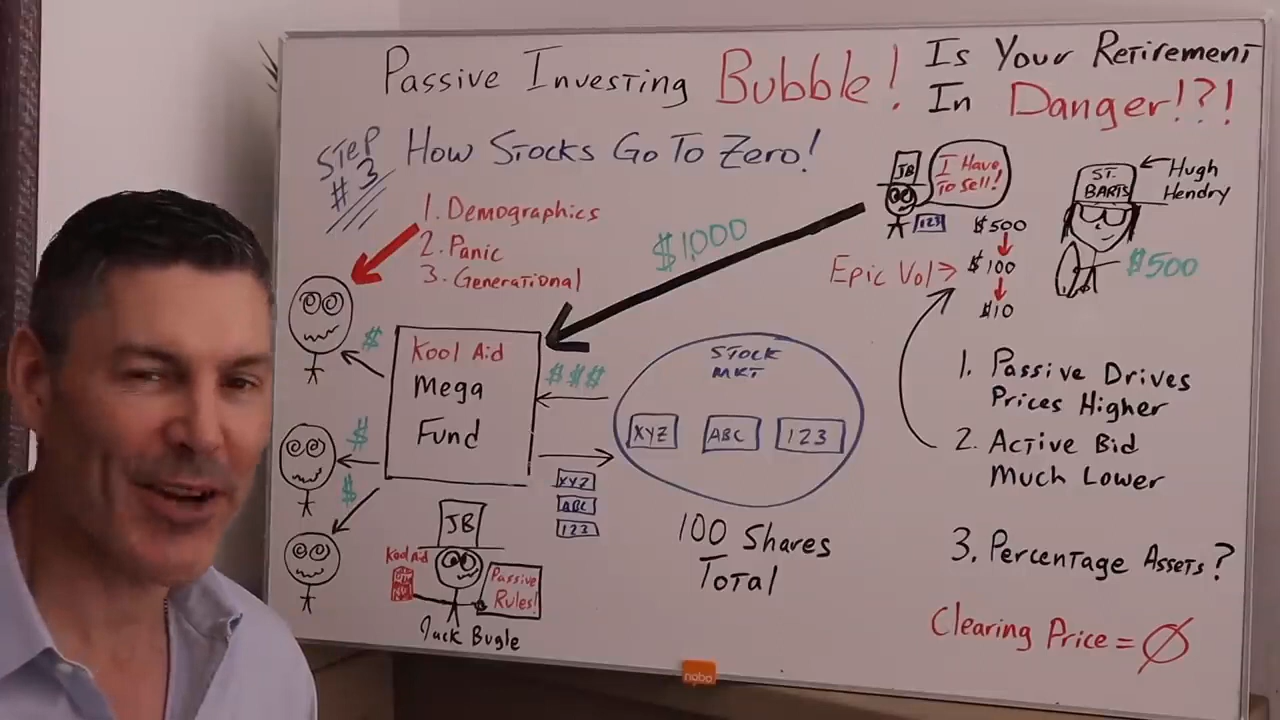 Passive Investing Bubble!
Is Your Retirement
In Danger!?!
Step
#3
How Stocks Go To Zero!
1. Demographics
2. Panic
3. Generational
$1,000
JB
I Have
To Sell!
123
$500
$100
$10
Epic Vol>
ST.
BARTS
Hugh
Hendry
$500
$
$
$
Kool Aid
Mega
Fund
$$$
XYZ
ABC
123
Stock
Mkt
XYZ
ABC
123
100 Shares
Total
1. Passive Drives
Prices Higher
2. Active Bid
Much Lower
3. Percentage Assets?
Clearing Price = Ø
JB
Kool Aid
Passive
Rules!
Jack Bugle
nobo